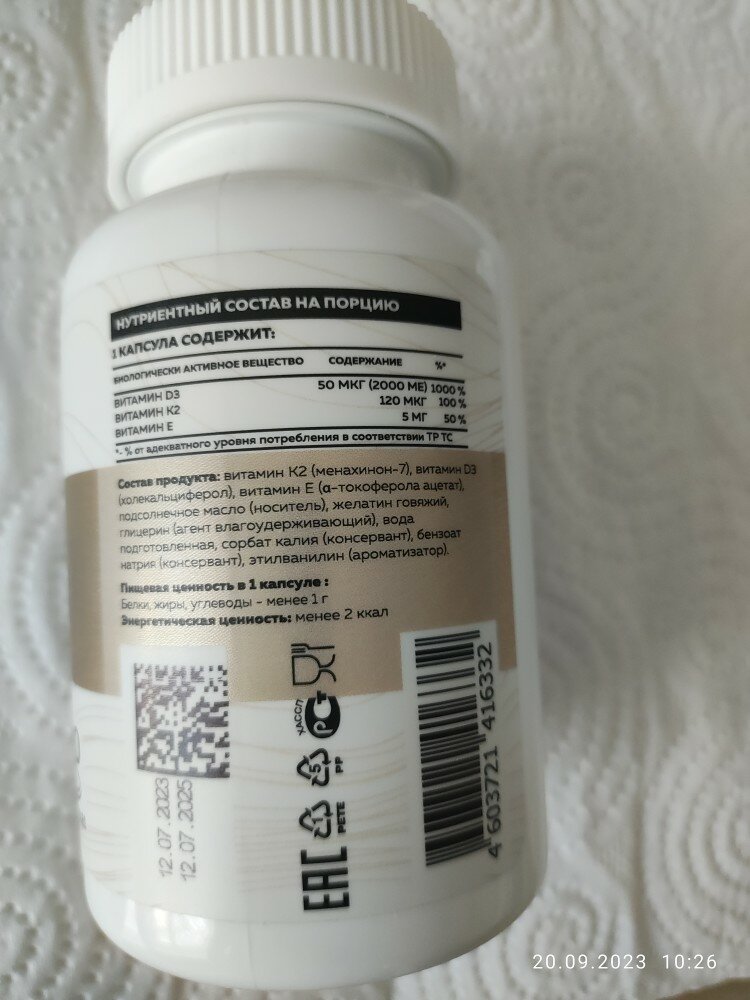 НУТРИЕНТНЫЙ СОСТАВ НА ПОРЦИЮ
1 КАПСУЛА СОДЕРЖИТ:
БИОЛОГИЧЕСКИ АКТИВНОЕ ВЕЩЕСТВО СОДЕРЖАНИЕ %*
ВИТАМИН D3 50 МКГ (2000 МЕ) 1000 %
ВИТАМИН К2 120 МКГ 100 %
ВИТАМИН Е 5 МГ 50 %
*- % от адекватного уровня потребления в соответствии ТР ТС
Состав продукта: витамин К2 (менахинон-7), витамин D3
(холекальциферол), витамин Е (α-токоферола ацетат),
подсолнечное масло (носитель), желатин говяжий,
глицерин (агент влагоудерживающий), вода
подготовленная, сорбат калия (консервант), бензоат
натрия (консервант), этилванилин (ароматизатор).
Пищевая ценность в 1 капсуле :
Белки, жиры, углеводы - менее 1 г
Энергетическая ценность: менее 2 ккал
12.07.2023
12.07.2025
EAC
1
PETE
5
PP
ХАССП
РСТ
4 603721 416332
20.09.2023 10:26